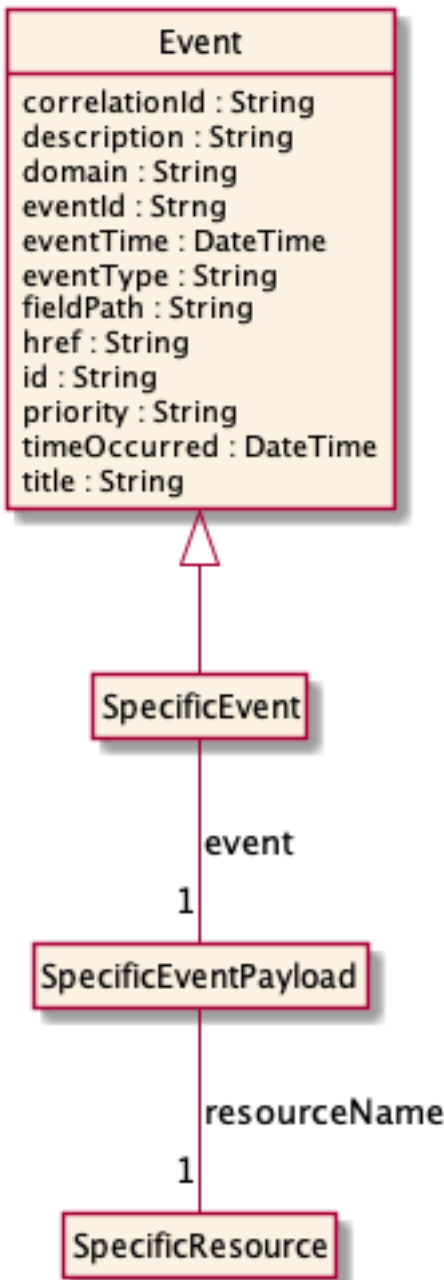 Event
correlationId : String
description : String
domain : String
eventId : Strng
eventTime : DateTime
eventType : String
fieldPath : String
href : String
id : String
priority : String
timeOccurred : DateTime
title : String
SpecificEvent
event
1
SpecificEventPayload
resourceName
1
SpecificResource